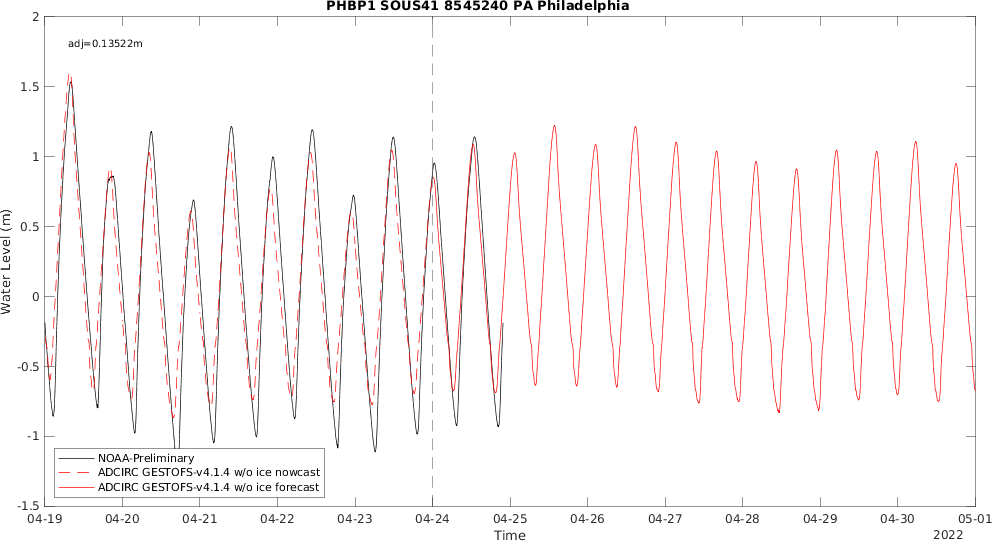 PHBP1 SOUS41 8545240 PA Philadelphia
adj=0.13522m
2
1.5
1
0.5
0
-0.5
-1
-1.5
Water Level (m)
NOAA-Preliminary
ADCIRC GESTOFS-v4.1.4 w/o ice nowcast
ADCIRC GESTOFS-v4.1.4 w/o ice forecast
04-19 04-20 04-21 04-22 04-23 04-24 04-25 04-26 04-27 04-28 04-29 04-30 05-01
Time
2022